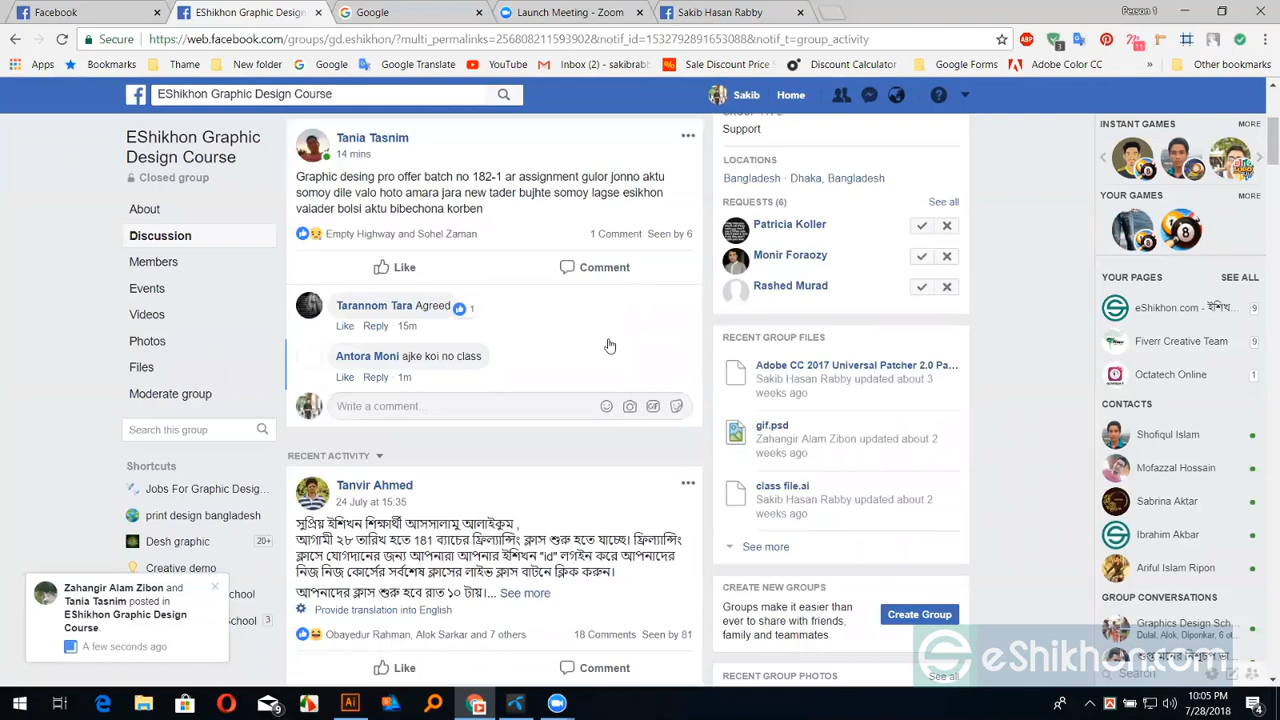 Facebook
EShikhon Graphic Desig
Google
Launch Meeting - Zoom
Sakib Hasan Rabby
Person 1
Secure https://web.facebook.com/groups/gd.eshikhon/?multi_permalinks=256808211593902&notif_id=1532792891653088&notif_t=group_activity
Apps Bookmarks Thame New folder Google Google Translate YouTube Inbox (2) - sakibrab Sale Discount Price Discount Calculator Google Forms Adobe Color CC » Other bookmarks
EShikhon Graphic Design Course
Sakib Home
EShikhon Graphic
Design Course
Closed group
About
Discussion
Members
Events
Videos
Photos
Files
Moderate group
Search this group
Shortcuts
Jobs For Graphic Desig...
print design bangladesh
Desh graphic 20+
Creative demo
Tania Tasnim
14 mins
Graphic desing pro offer batch no 182-1 ar assignment gulor jonno aktu
somoy dile valo hoto amara jara new tader bujhte somoy lagse esikhon
vaiader bolsi aktu bibechona korben
Empty Highway and Sohel Zaman 1 Comment Seen by 6
Like Comment
Tarannom Tara Agreed 1
Like · Reply · 15m
Antora Moni ajke koi no class
Like · Reply · 1m
Write a comment...
RECENT ACTIVITY
Tanvir Ahmed
24 July at 15:35
সুপ্রিয় ইশিখন শিক্ষার্থী আসসালামু আলাইকুম ,
আগামী ২৮ তারিখ হতে 181 ব্যাচের ফ্রিল্যান্সিং ক্লাস শুরু হতে যাচ্ছে। ফ্রিল্যান্সিং
ক্লাসে যোগদানের জন্য আপনারা আপনার ইশিখন "id" লগইন করে আপনাদের
নিজ নিজ কোর্সের সর্বশেষ ক্লাসের লাইভ ক্লাস বাটনে ক্লিক করুন।
আপনাদের ক্লাস শুরু হবে রাত ১০ টায়।... See more
Provide translation into English
Obayedur Rahman, Alok Sarkar and 7 others 18 Comments Seen by 81
Like Comment
Zahangir Alam Zibon and
Tania Tasnim posted in
EShikhon Graphic Design
Course.
A few seconds ago
Support
LOCATIONS
Bangladesh · Dhaka, Bangladesh
REQUESTS (6) See all
Patricia Koller
Monir Foraozy
Rashed Murad
RECENT GROUP FILES
Adobe CC 2017 Universal Patcher 2.0 Pa...
Sakib Hasan Rabby updated about 3
weeks ago
gif.psd
Zahangir Alam Zibon updated about 2
weeks ago
class file.ai
Sakib Hasan Rabby updated about 2
weeks ago
See more
CREATE NEW GROUPS
Groups make it easier than
ever to share with friends,
family and teammates.
Create Group
RECENT GROUP PHOTOS See all
INSTANT GAMES MORE
YOUR GAMES MORE
YOUR PAGES SEE ALL
eShikhon.com - ইশিখ... 9
Fiverr Creative Team 9
Octatech Online 1
CONTACTS
Shofiqul Islam
Mofazzal Hossain
Sabrina Aktar
Ibrahim Akbar
Ariful Islam Ripon
GROUP CONVERSATIONS
Graphics Design Sch...
Dulal, Alok, Diponkar, 6 ot...
Search
eShikhon.com
10:05 PM
7/28/2018